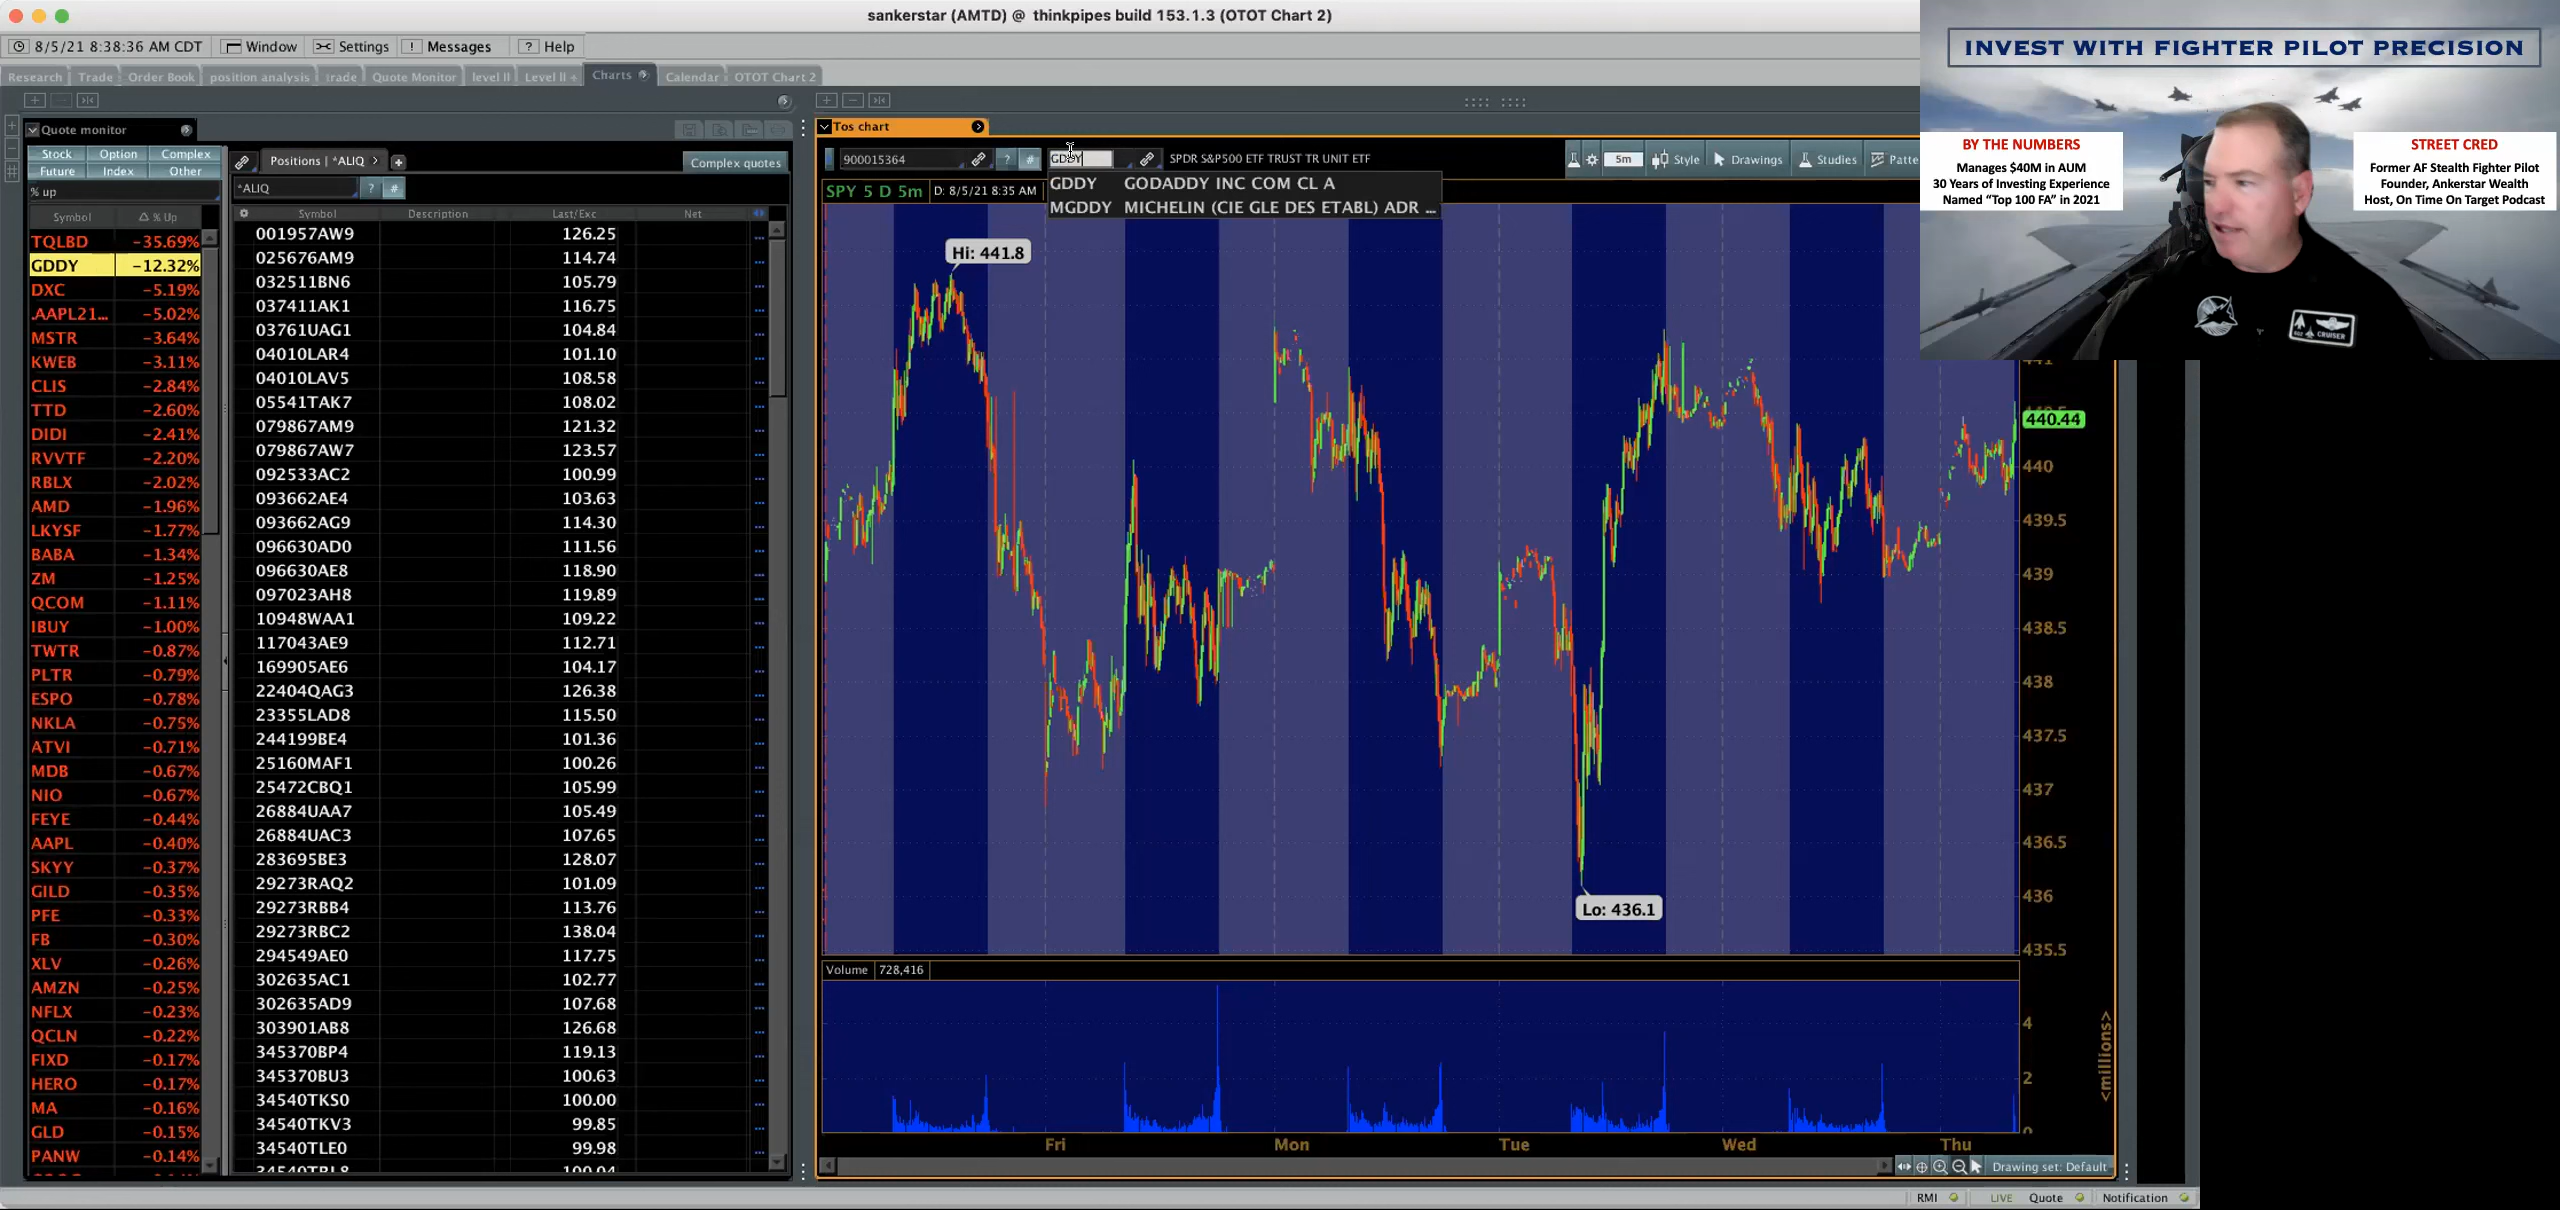 sankerstar (AMTD) @ thinkpipes build 153.1.3 (OTOT Chart 2)
8/5/21 8:38:36 AM CDT Window Settings ! Messages ? Help
Research Trade Order Book position analysis trade Quote Monitor level II Level II + Charts Calendar OTOT Chart 2
INVEST WITH FIGHTER PILOT PRECISION
BY THE NUMBERS
Manages $40M in AUM
30 Years of Investing Experience
Named "Top 100 FA" in 2021
STREET CRED
Former AF Stealth Fighter Pilot
Founder, Ankerstar Wealth
Host, On Time On Target Podcast
CRUISER
Quote monitor
Stock Option Complex
Future Index Other
% up
Symbol % Up
TQLBD -35.69%
GDDY -12.32%
DXC -5.19%
.AAPL21... -5.02%
MSTR -3.64%
KWEB -3.11%
CLIS -2.84%
TTD -2.60%
DIDI -2.41%
RVVTF -2.20%
RBLX -2.02%
AMD -1.96%
LKYSF -1.77%
BABA -1.34%
ZM -1.25%
QCOM -1.11%
IBUY -1.00%
TWTR -0.87%
PLTR -0.79%
ESPO -0.78%
NKLA -0.75%
ATVI -0.71%
MDB -0.67%
NIO -0.67%
FEYE -0.44%
AAPL -0.40%
SKYY -0.37%
GILD -0.35%
PFE -0.33%
FB -0.30%
XLV -0.26%
AMZN -0.25%
NFLX -0.23%
QCLN -0.22%
FIXD -0.17%
HERO -0.17%
MA -0.16%
GLD -0.15%
PANW -0.14%
Positions | *ALIQ > + Complex quotes
*ALIQ ? #
Symbol Description Last/Exc Net
001957AW9 126.25 ...
025676AM9 114.74 ...
032511BN6 105.79 ...
037411AK1 116.75 ...
03761UAG1 104.84 ...
04010LAR4 101.10 ...
04010LAV5 108.58 ...
05541TAK7 108.02 ...
079867AM9 121.32 ...
079867AW7 123.57 ...
092533AC2 100.99 ...
093662AE4 103.63 ...
093662AG9 114.30 ...
096630AD0 111.56 ...
096630AE8 118.90 ...
097023AH8 119.89 ...
10948WAA1 109.22 ...
117043AE9 112.71 ...
169905AE6 104.17 ...
22404QAG3 126.38 ...
23355LAD8 115.50 ...
244199BE4 101.36 ...
25160MAF1 100.26 ...
25472CBQ1 105.99 ...
26884UAA7 105.49 ...
26884UAC3 107.65 ...
283695BE3 128.07 ...
29273RAQ2 101.09 ...
29273RBB4 113.76 ...
29273RBC2 138.04 ...
294549AE0 117.75 ...
302635AC1 102.77 ...
302635AD9 107.68 ...
303901AB8 126.68 ...
345370BP4 119.13 ...
345370BU3 100.63 ...
34540TKS0 100.00 ...
34540TKV3 99.85 ...
34540TLE0 99.98 ...
Tos chart
900015364 ? # GDDY SPDR S&P500 ETF TRUST TR UNIT ETF 5m Style Drawings Studies Patte
SPY 5 D 5m D: 8/5/21 8:35 AM
GDDY GODADDY INC COM CL A
MGDDY MICHELIN (CIE GLE DES ETABL) ADR ...
Hi: 441.8
Lo: 436.1
440.44
440
439.5
439
438.5
438
437.5
437
436.5
436
435.5
Volume 728,416
4
2
0
<millions>
Fri Mon Tue Wed Thu
Drawing set: Default
RMI LIVE Quote Notification